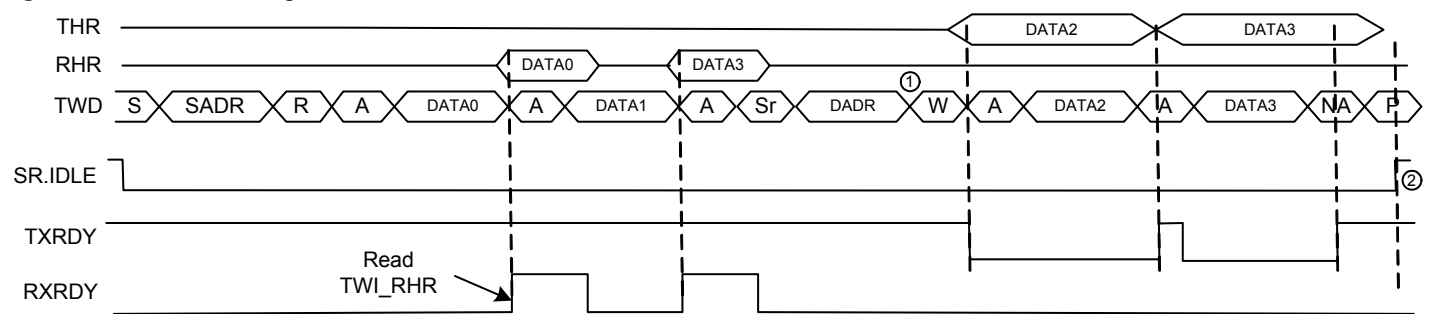 THR DATA2 DATA3
RHR DATA0 DATA3
TWD S SADR R A DATA0 A DATA1 A Sr DADR ① W A DATA2 A DATA3 NA P
SR.IDLE ②
TXRDY
Read
TWI_RHR
RXRDY